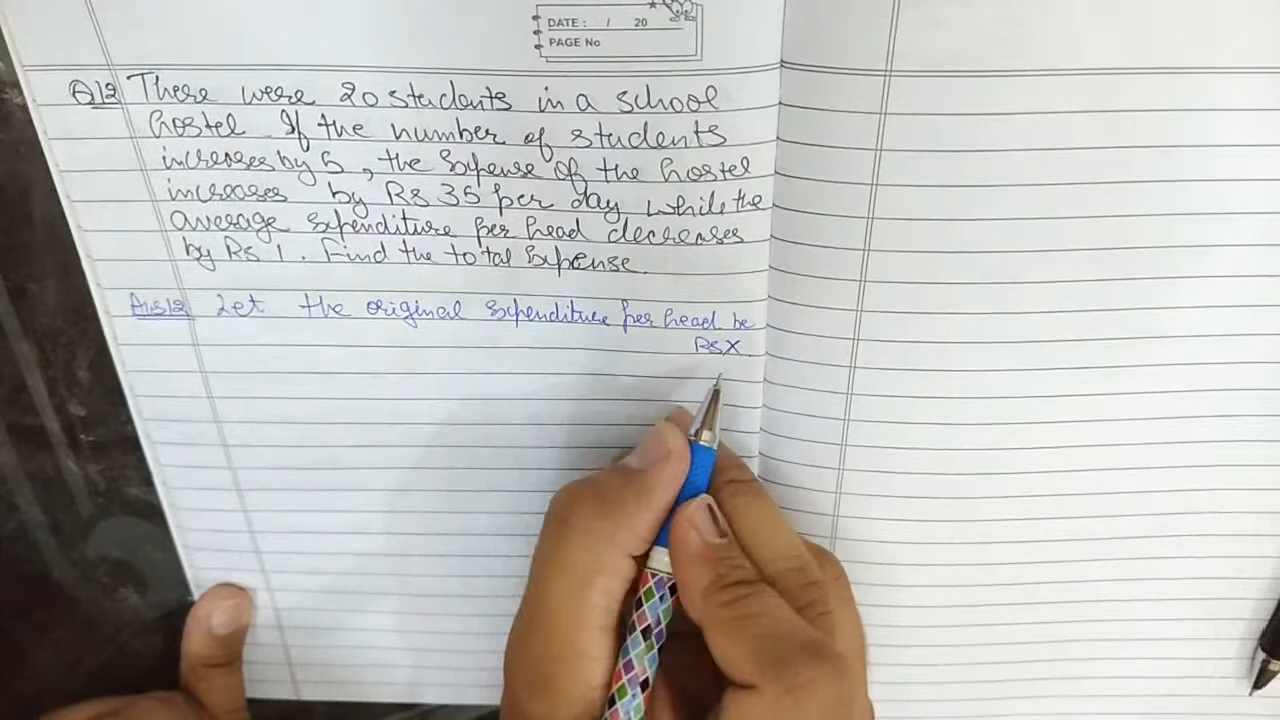 DATE : / 20
PAGE No
Q12 There were 20 students in a school
hostel. If the number of students
increases by 5, the Expense of the hostel
increases by Rs 35 per day while the
average Expenditure per head decreases
by Rs 1. Find the total Expense.
Ans12 Let the original Expenditure per head be
Rs X